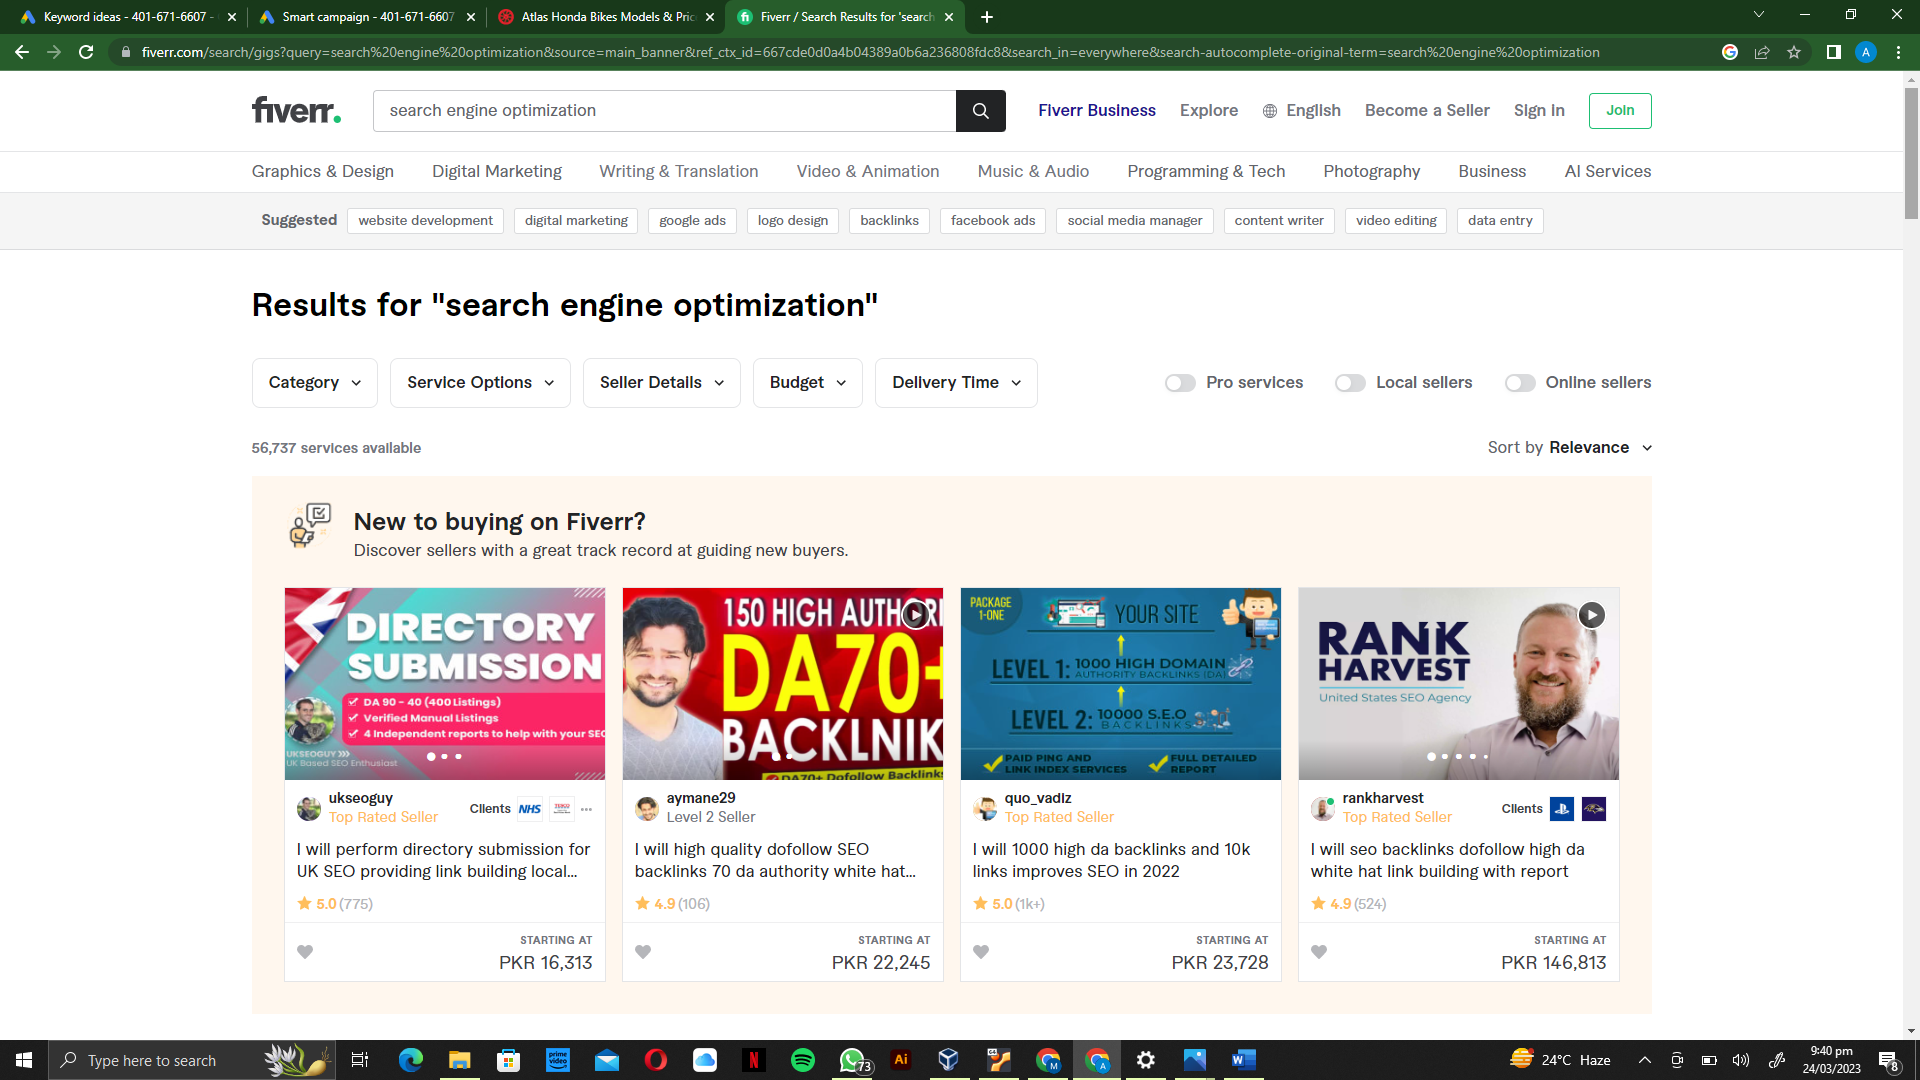 Keyword ideas - 401-671-6607 -
Smart campaign - 401-671-6607
Atlas Honda Bikes Models & Pric
Fiverr / Search Results for 'search
fiverr.com/search/gigs?query=search%20engine%20optimization&source=main_banner&ref_ctx_id=667cde0d0a4b04389a0b6a236808fdc8&search_in=everywhere&search-autocomplete-original-term=search%20engine%20optimization
A
fiverr.
search engine optimization
Fiverr Business
Explore
English
Become a Seller
Sign In
Join
Graphics & Design
Digital Marketing
Writing & Translation
Video & Animation
Music & Audio
Programming & Tech
Photography
Business
AI Services
Suggested
website development
digital marketing
google ads
logo design
backlinks
facebook ads
social media manager
content writer
video editing
data entry
Results for "search engine optimization"
Category
Service Options
Seller Details
Budget
Delivery Time
Pro services
Local sellers
Online sellers
56,737 services available
Sort by Relevance
New to buying on Fiverr?
Discover sellers with a great track record at guiding new buyers.
DIRECTORY
SUBMISSION
DA 90 - 40 (400 Listings)
Verified Manual Listings
4 Independent reports to help with your SEO
UKSEOGUY
UK Based SEO Enthusiast
ukseoguy
Top Rated Seller
Clients
NHS
I will perform directory submission for
UK SEO providing link building local...
5.0 (775)
STARTING AT
PKR 16,313
150 HIGH AUTHORI
DA70+
BACKLNIK
DA70+ Dofollow Backlinks
aymane29
Level 2 Seller
I will high quality dofollow SEO
backlinks 70 da authority white hat...
4.9 (106)
STARTING AT
PKR 22,245
PACKAGE
1-ONE
YOUR SITE
LEVEL 1: 1000 HIGH DOMAIN
AUTHORITY BACKLINKS (DA)
LEVEL 2: 10000 S.E.O
BACKLINKS
PAID PING AND
LINK INDEX SERVICES
FULL DETAILED
REPORT
quo_vadiz
Top Rated Seller
I will 1000 high da backlinks and 10k
links improves SEO in 2022
5.0 (1k+)
STARTING AT
PKR 23,728
RANK
HARVEST
United States SEO Agency
rankharvest
Top Rated Seller
Clients
I will seo backlinks dofollow high da
white hat link building with report
4.9 (524)
STARTING AT
PKR 146,813
Type here to search
prime
video
N
73
Ai
M
A
W
24°C Haze
9:40 pm
24/03/2023
8